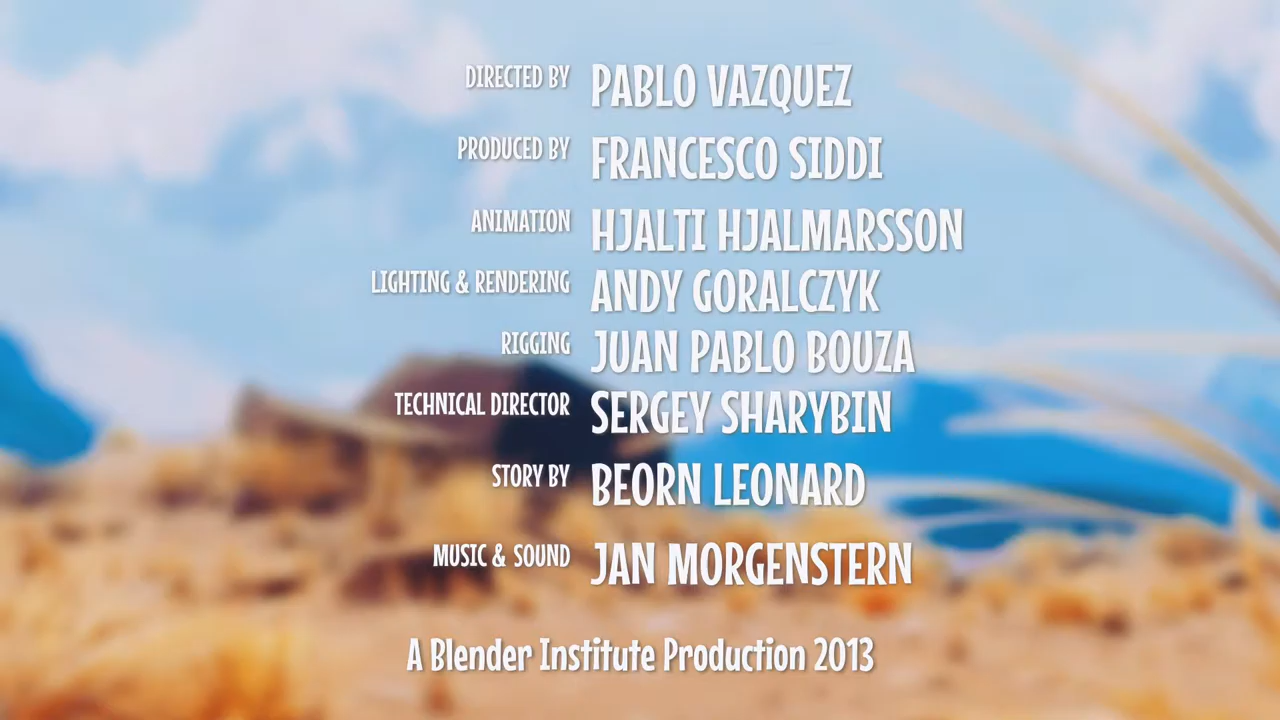 DIRECTED BY PABLO VAZQUEZ
PRODUCED BY FRANCESCO SIDDI
ANIMATION HJALTI HJALMARSSON
LIGHTING & RENDERING ANDY GORALCZYK
RIGGING JUAN PABLO BOUZA
TECHNICAL DIRECTOR SERGEY SHARYBIN
STORY BY BEORN LEONARD
MUSIC & SOUND JAN MORGENSTERN
A Blender Institute Production 2013